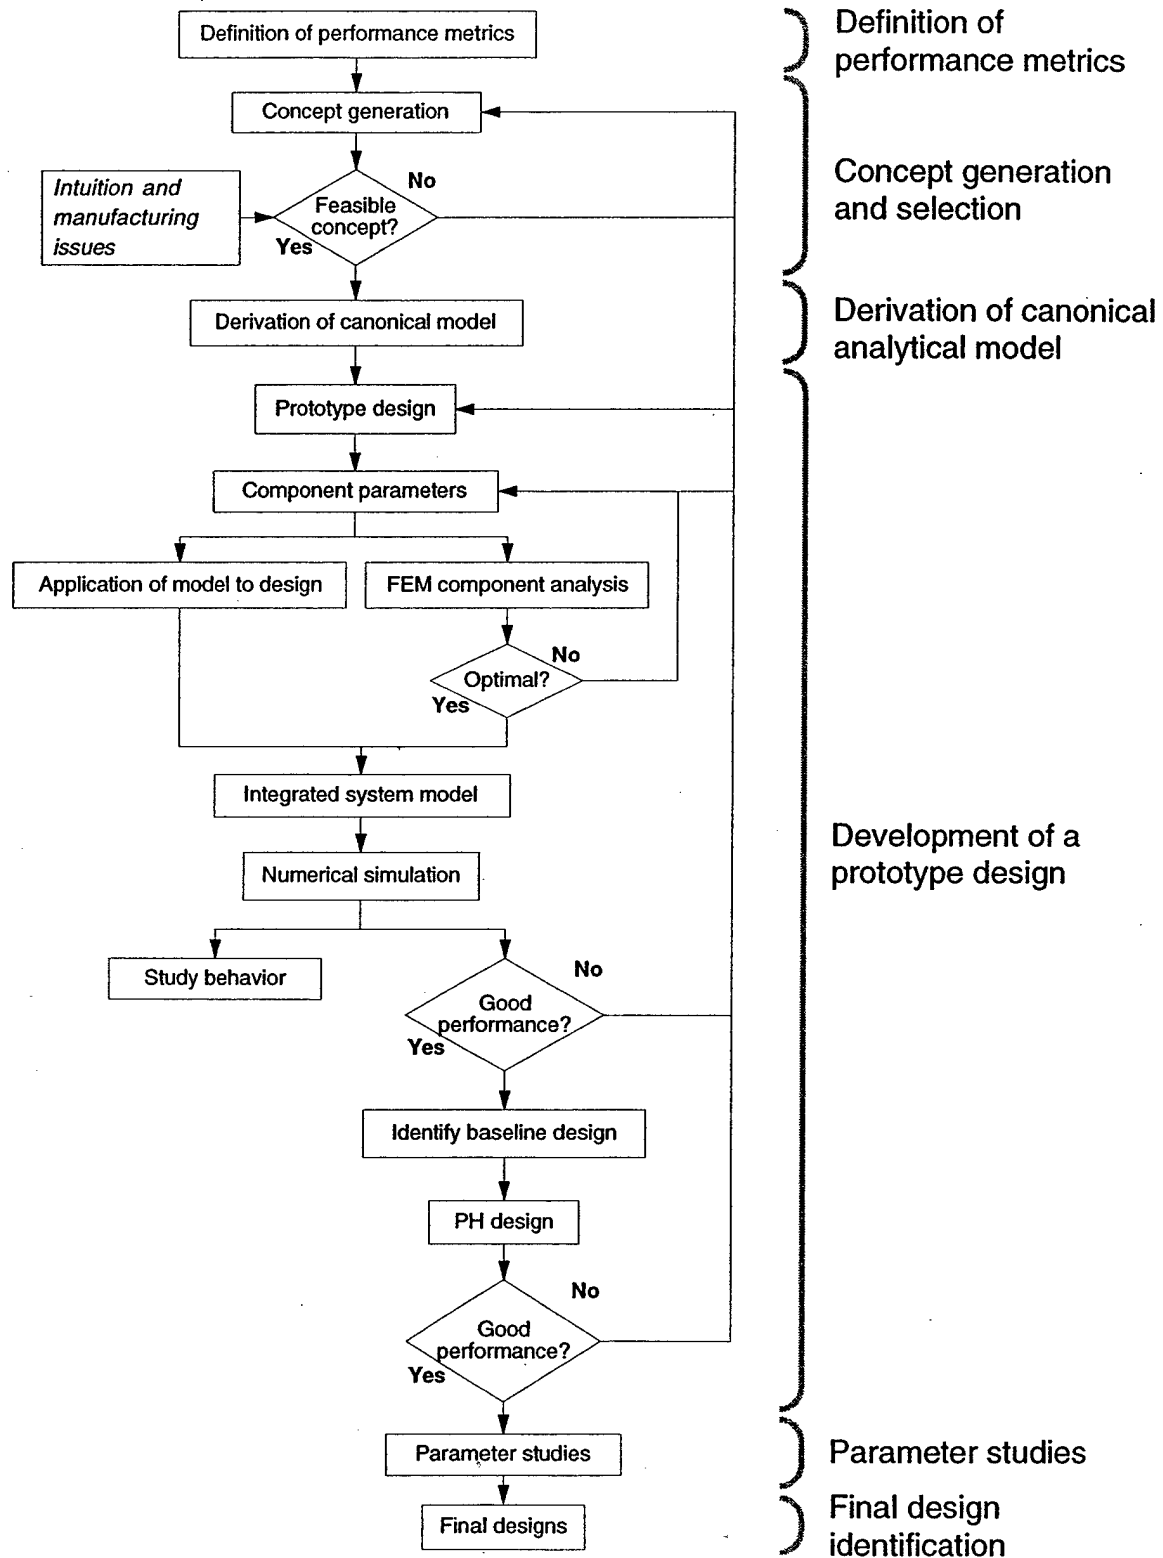 Definition of performance metrics
Concept generation
Intuition and
manufacturing
issues
Feasible
concept?
No
Yes
Derivation of canonical model
Prototype design
Component parameters
Application of model to design
FEM component analysis
Optimal?
No
Yes
Integrated system model
Numerical simulation
Study behavior
Good
performance?
No
Yes
Identify baseline design
PH design
Good
performance?
No
Yes
Parameter studies
Final designs
Definition of
performance metrics
Concept generation
and selection
Derivation of canonical
analytical model
Development of a
prototype design
Parameter studies
Final design
identification